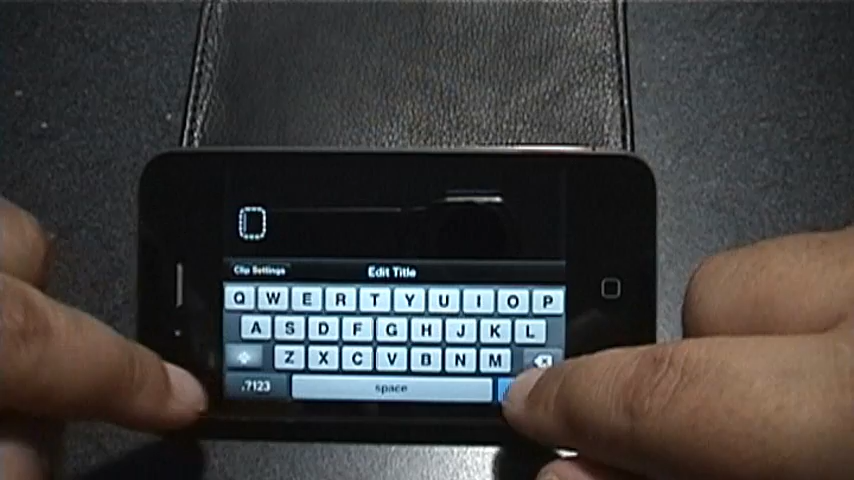 Clip Settings Edit Title
Q W E R T Y U I O P
A S D F G H J K L
Z X C V B N M
.?123 space